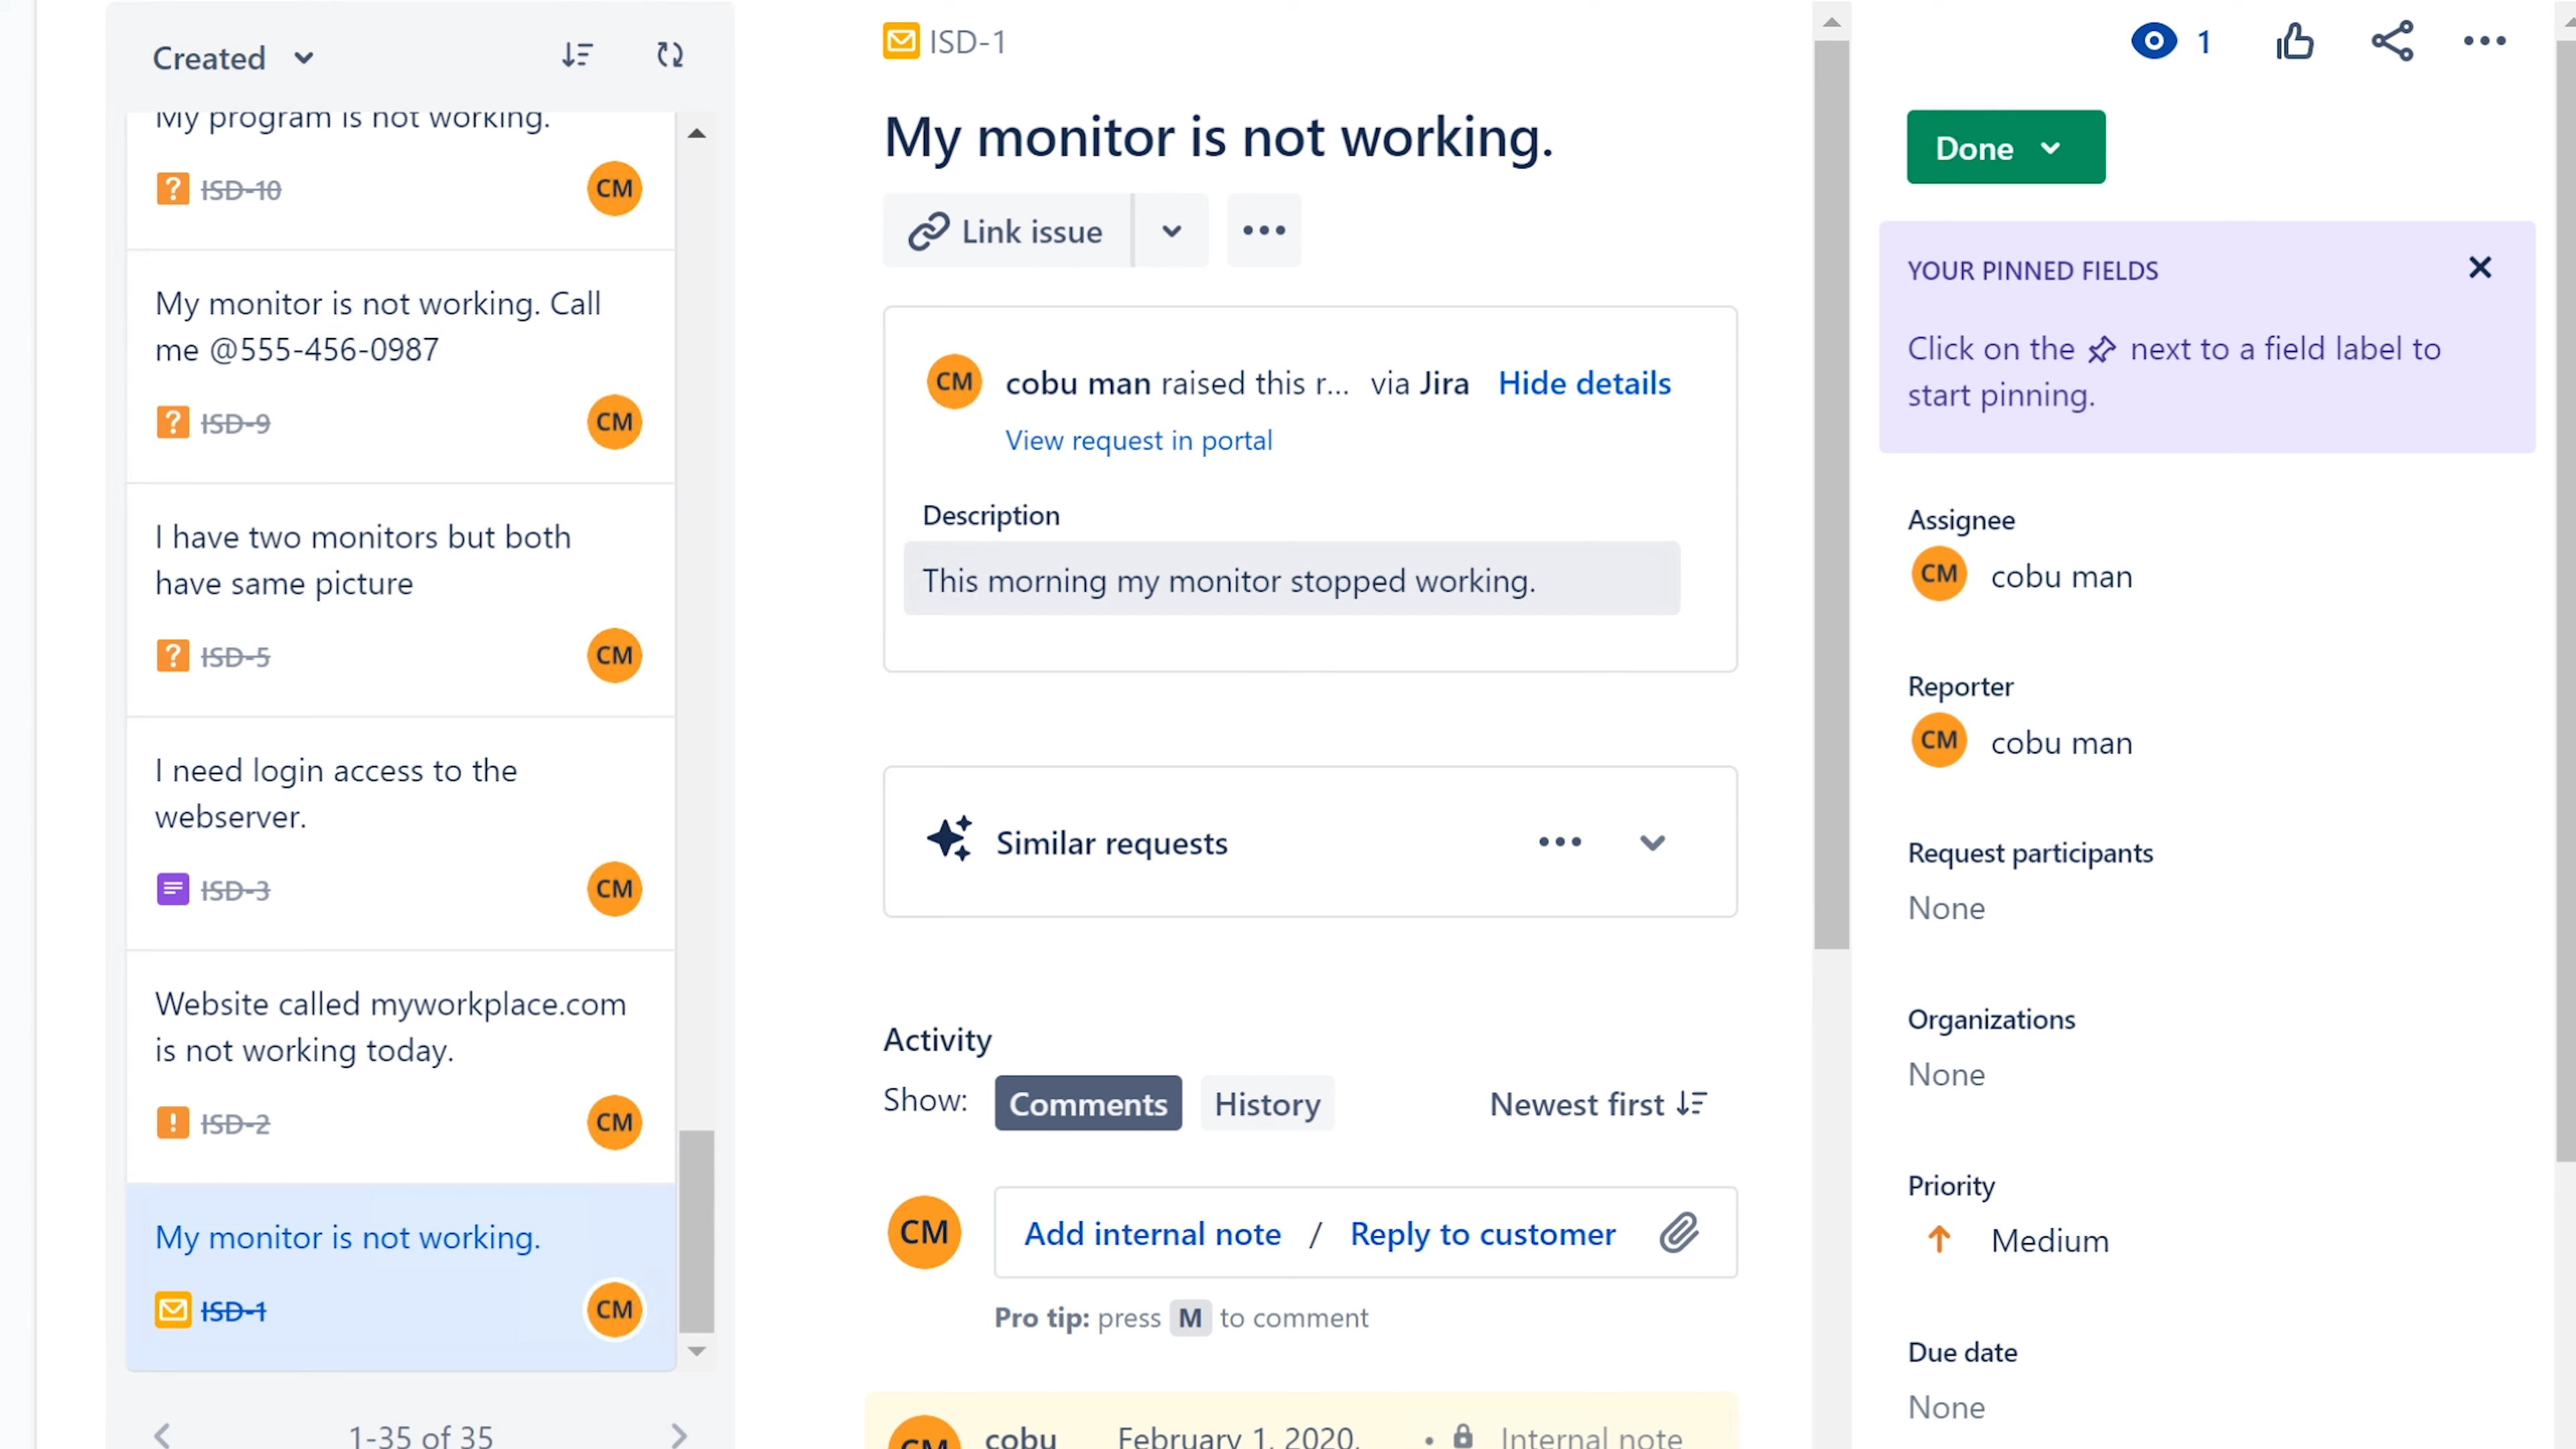 Created
My program is not working.
ISD-10
CM
My monitor is not working. Call
me @555-456-0987
ISD-9
CM
I have two monitors but both
have same picture
ISD-5
CM
I need login access to the
webserver.
ISD-3
CM
Website called myworkplace.com
is not working today.
ISD-2
CM
My monitor is not working.
ISD-1
CM
1-35 of 35
ISD-1
My monitor is not working.
Link issue
CM
cobu man raised this r... via Jira Hide details
View request in portal
Description
This morning my monitor stopped working.
Similar requests
Activity
Show: Comments History Newest first
CM
Add internal note / Reply to customer
Pro tip: press M to comment
CM cobu February 1, 2020, • Internal note
1
Done
YOUR PINNED FIELDS
Click on the next to a field label to
start pinning.
Assignee
CM cobu man
Reporter
CM cobu man
Request participants
None
Organizations
None
Priority
Medium
Due date
None